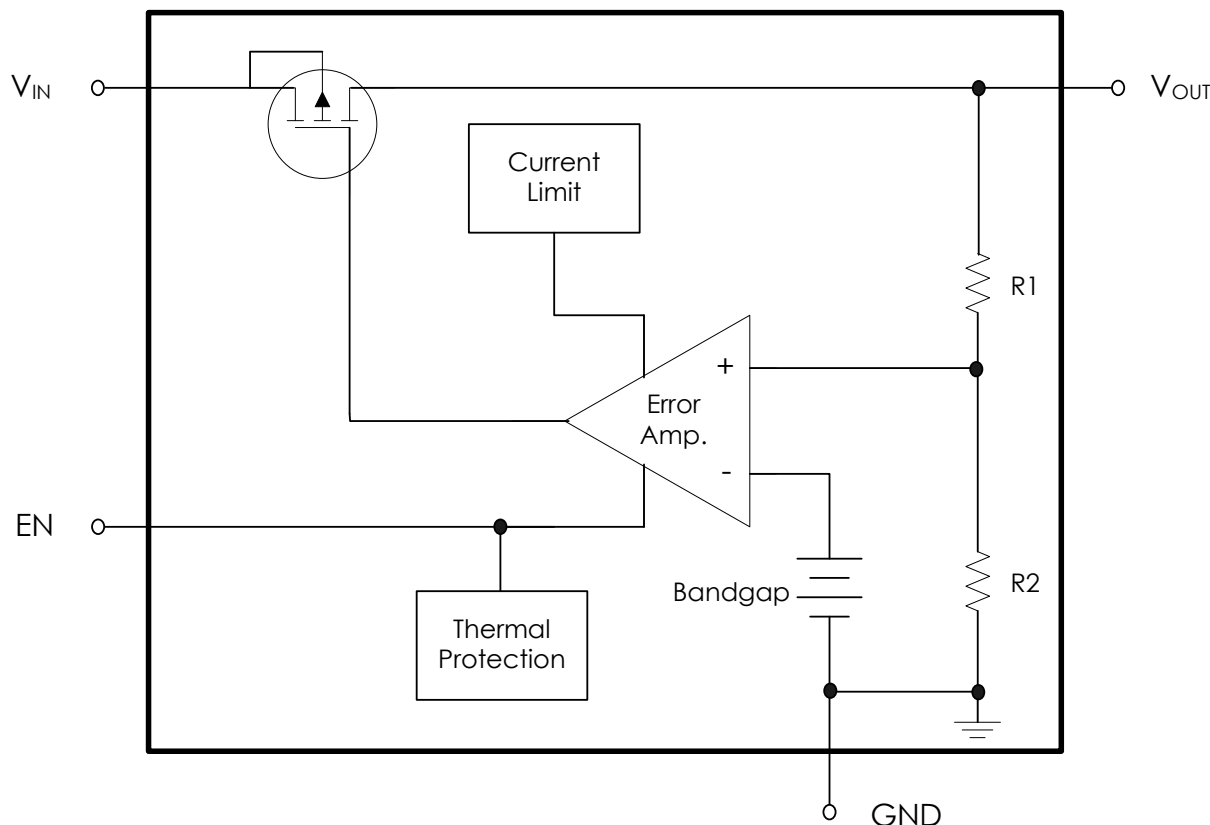 VIN
VOUT
Current
Limit
R1
+
Error
Amp.
-
EN
Bandgap
R2
Thermal
Protection
GND